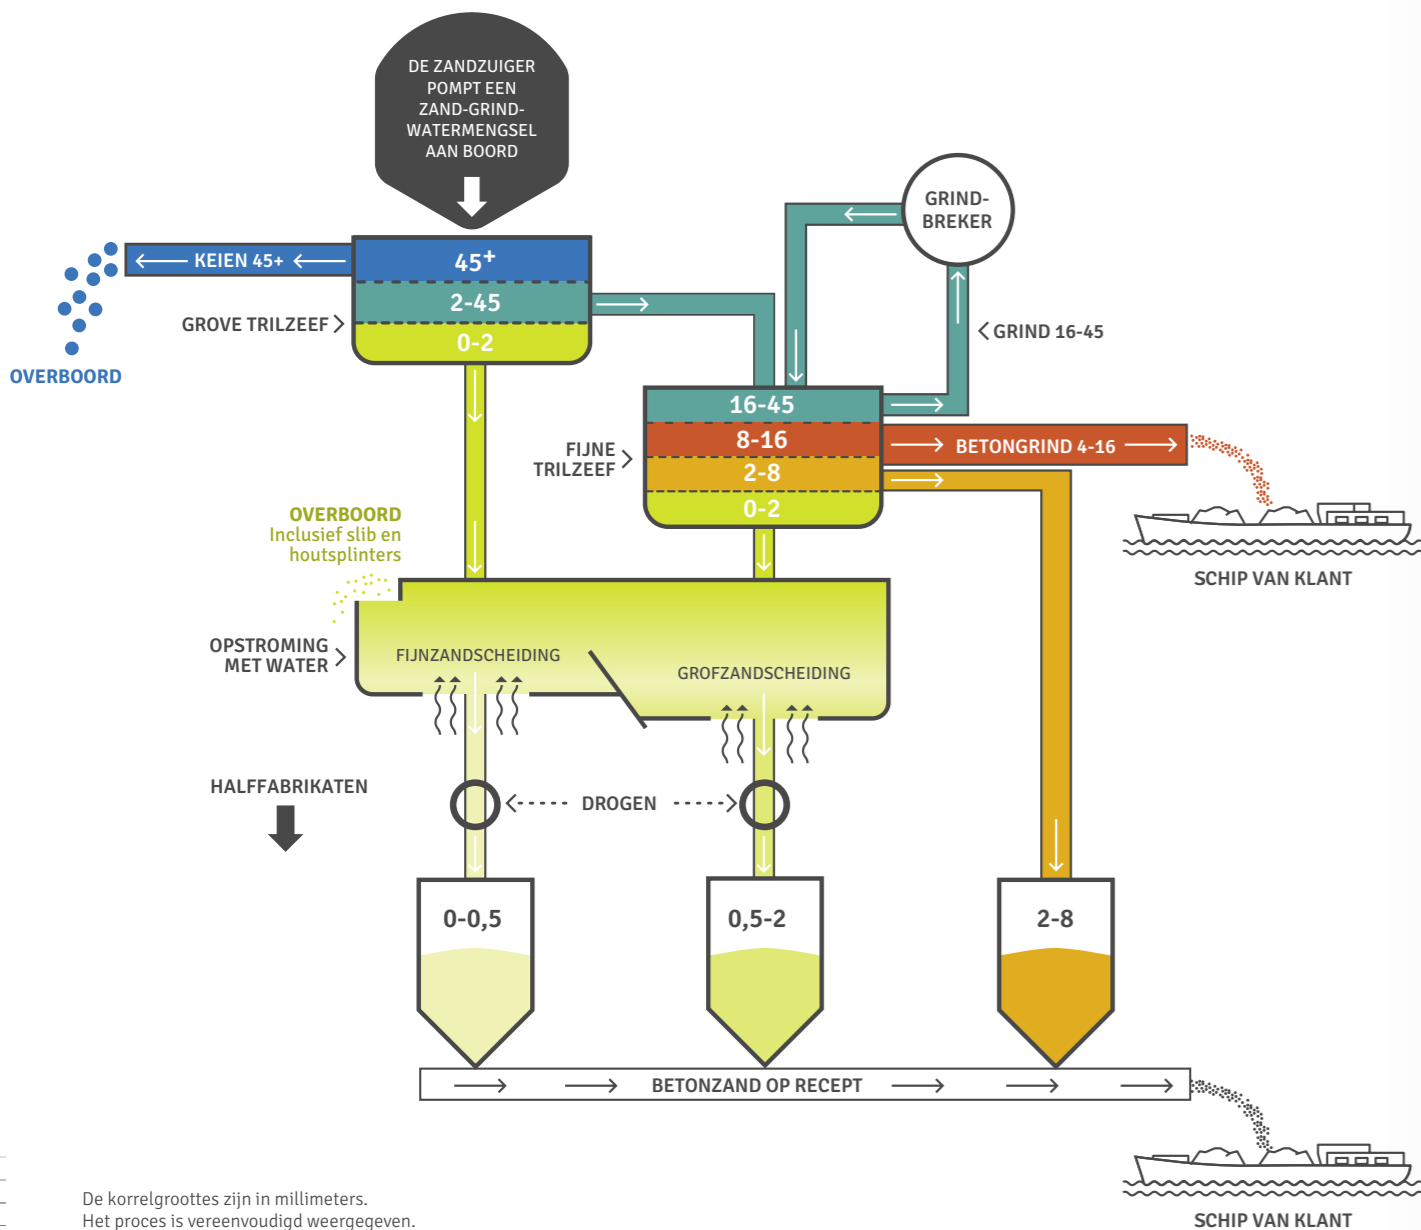 DE ZANDZUIGER
POMPT EEN
ZAND-GRIND-
WATERMENGSEL
AAN BOORD
GRIND-
BREKER
KEIEN 45+
45+
2-45
0-2
GROVE TRILZEEF
OVERBOORD
GRIND 16-45
16-45
8-16
2-8
0-2
BETONGRIND 4-16
FIJNE
TRILZEEF
SCHIP VAN KLANT
OVERBOORD
Inclusief slib en
houtsplinters
OPSTROMING
MET WATER
FIJNZANDSCHEIDING
GROFZANDSCHEIDING
HALFFABRIKATEN
DROGEN
0-0,5
0,5-2
2-8
BETONZAND OP RECEPT
SCHIP VAN KLANT
De korrelgroottes zijn in millimeters.
Het proces is vereenvoudigd weergegeven.